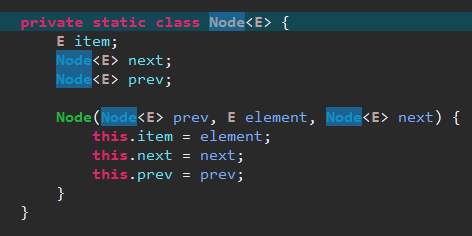 private static class Node<E> {
    E item;
    Node<E> next;
    Node<E> prev;

    Node(Node<E> prev, E element, Node<E> next) {
        this.item = element;
        this.next = next;
        this.prev = prev;
    }
}